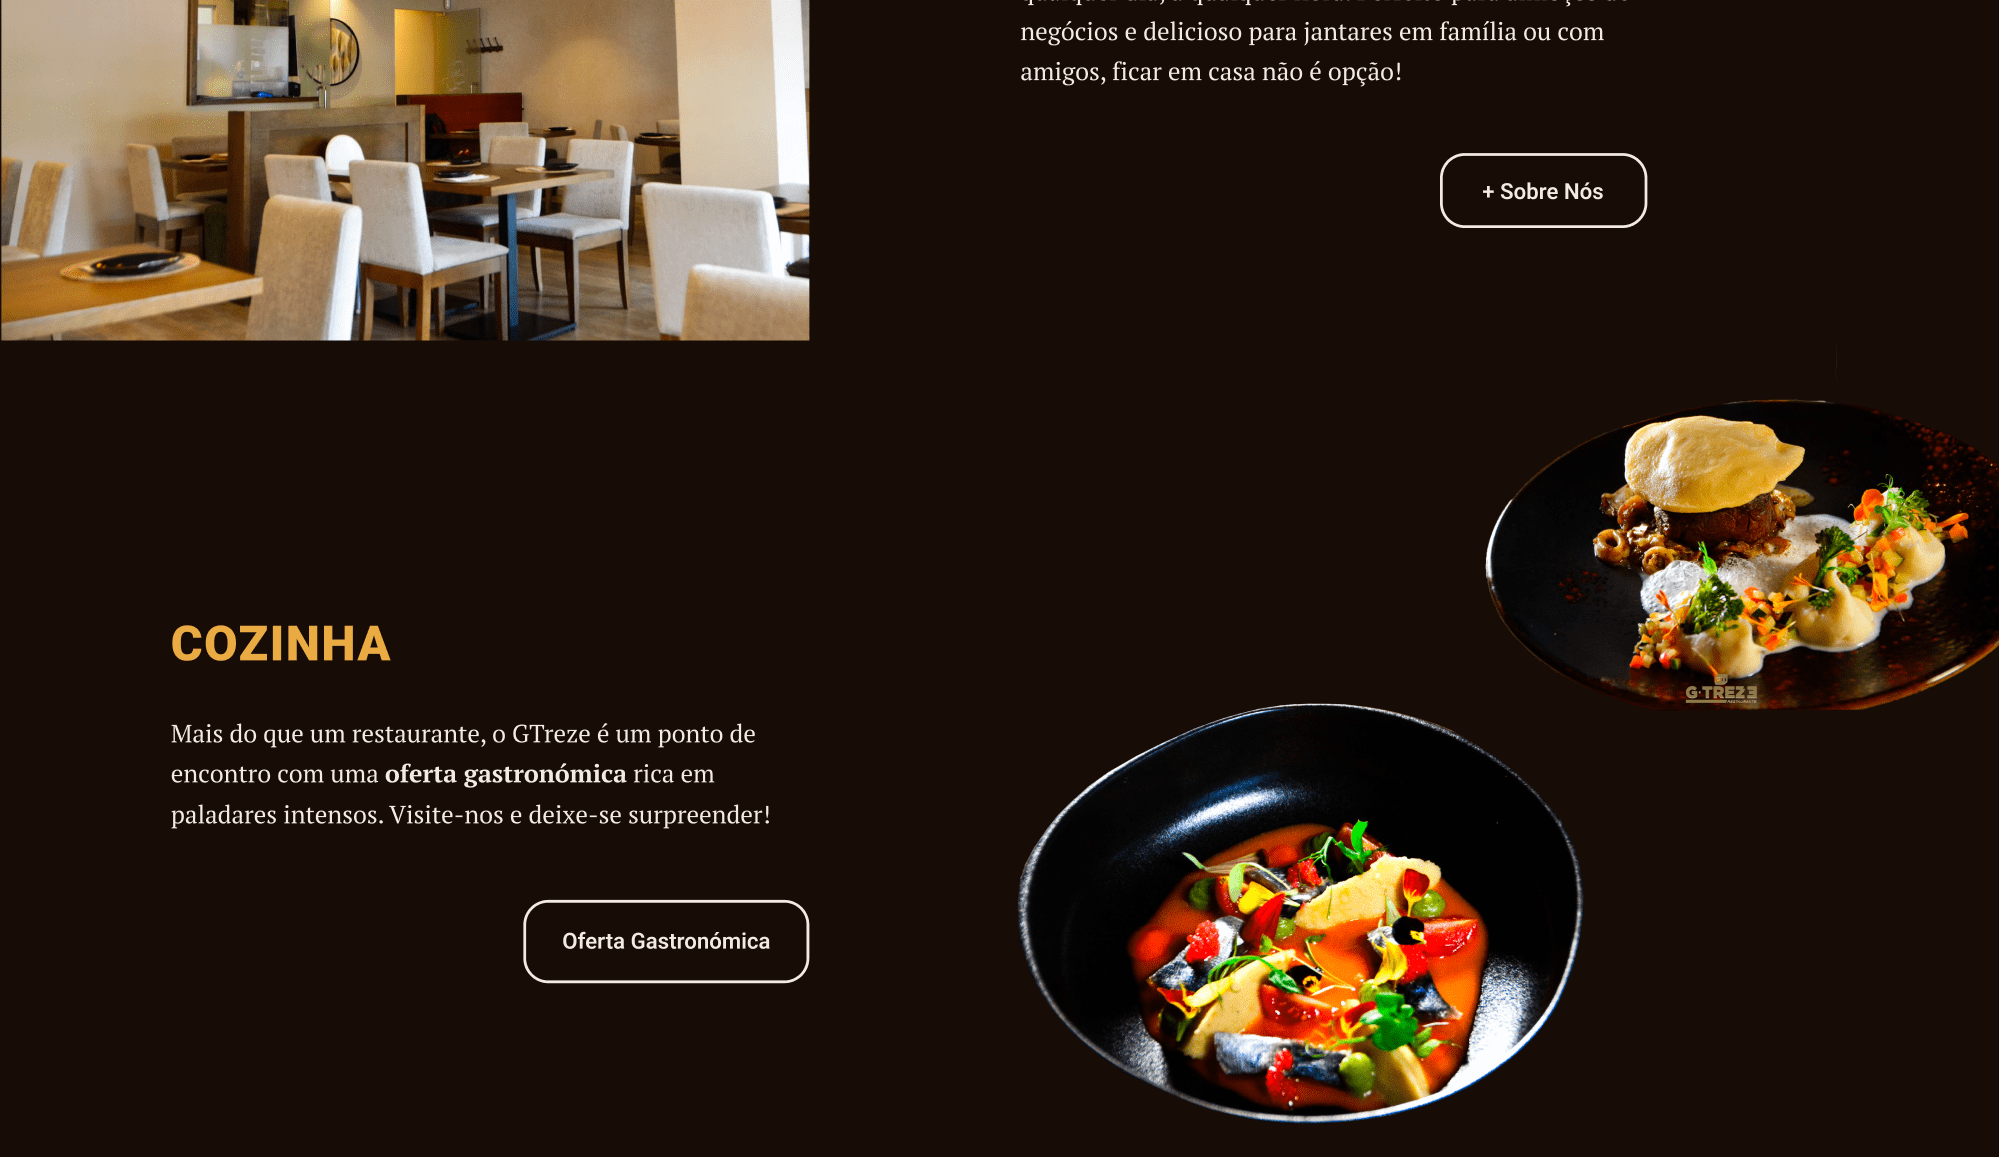 negócios e delicioso para jantares em família ou com
amigos, ficar em casa não é opção!
+ Sobre Nós
COZINHA
Mais do que um restaurante, o GTreze é um ponto de
encontro com uma oferta gastronómica rica em
paladares intensos. Visite-nos e deixe-se surpreender!
Oferta Gastronómica
G·TREZE